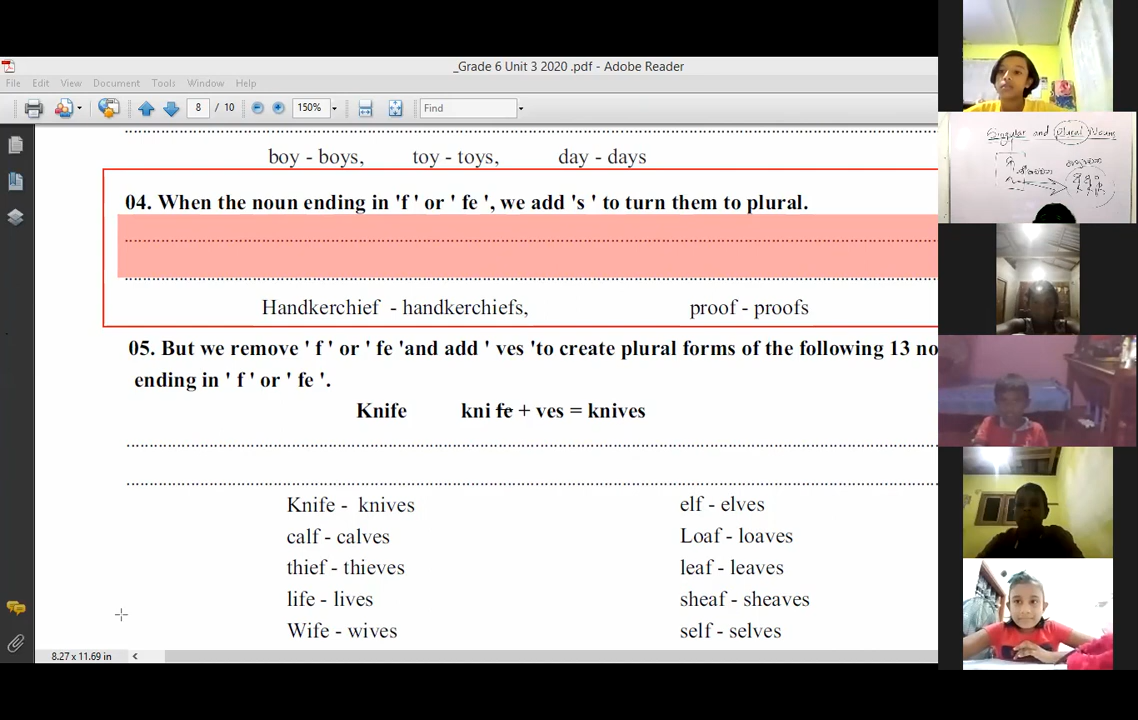 _Grade 6 Unit 3 2020 .pdf - Adobe Reader
File Edit View Document Tools Window Help
8 / 10 150% Find
boy - boys, toy - toys, day - days
04. When the noun ending in 'f ' or ' fe ', we add 's ' to turn them to plural.
Handkerchief - handkerchiefs, proof - proofs
05. But we remove ' f ' or ' fe 'and add ' ves 'to create plural forms of the following 13 no
ending in ' f ' or ' fe '.
Knife kni fe + ves = knives
Knife - knives elf - elves
calf - calves Loaf - loaves
thief - thieves leaf - leaves
life - lives sheaf - sheaves
Wife - wives self - selves
8.27 x 11.69 in
Singular and Plural Nouns